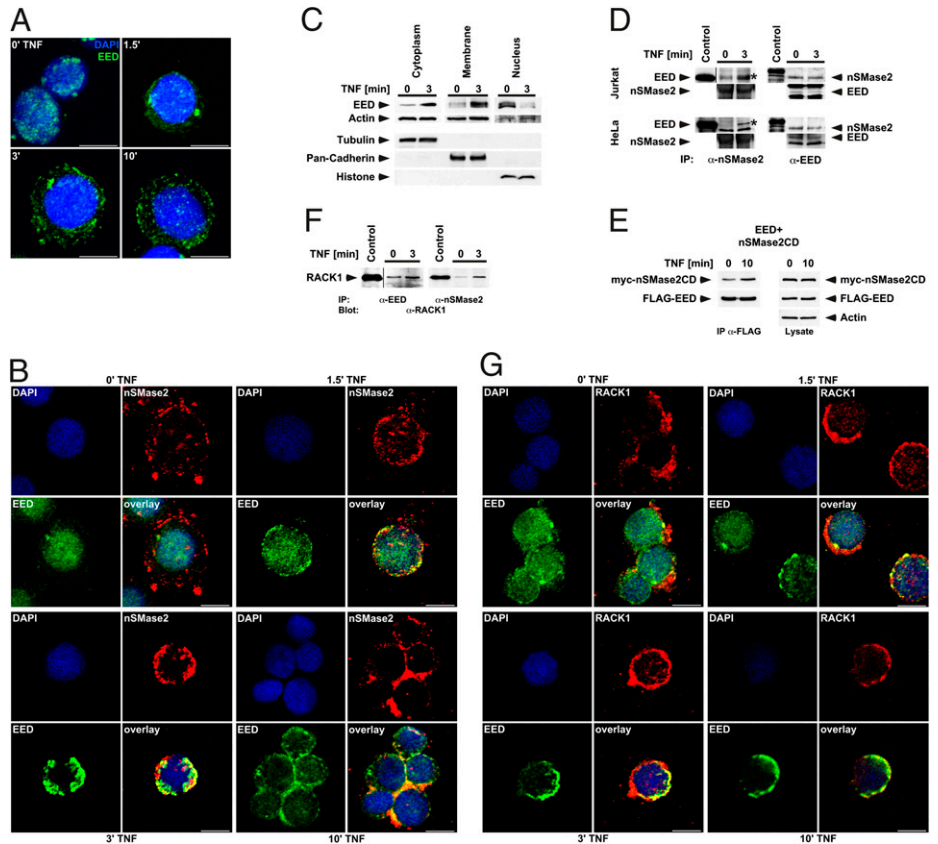 A
0' TNF
DAPI
EED
1.5'
3'
10'
C
Cytoplasm
Membrane
Nucleus
TNF [min]
0 3 0 3 0 3
EED
Actin
Tubulin
Pan-Cadherin
Histone
D
TNF [min]
Control
0 3
Control
0 3
Jurkat
EED
*
nSMase2
nSMase2
EED
HeLa
EED
*
nSMase2
nSMase2
EED
IP: α-nSMase2 α-EED
F
Control
TNF [min]
0 3
Control
TNF [min]
0 3
RACK1
IP: α-EED α-nSMase2
Blot: α-RACK1
E
EED+
nSMase2CD
TNF [min]
0 10 0 10
myc-nSMase2CD
myc-nSMase2CD
FLAG-EED
FLAG-EED
Actin
IP α-FLAG Lysate
B
0' TNF
1.5' TNF
DAPI
nSMase2
DAPI
nSMase2
EED
overlay
EED
overlay
DAPI
nSMase2
DAPI
nSMase2
EED
overlay
EED
overlay
3' TNF
10' TNF
G
0' TNF
1.5' TNF
DAPI
RACK1
DAPI
RACK1
EED
overlay
EED
overlay
DAPI
RACK1
DAPI
RACK1
EED
overlay
EED
overlay
3' TNF
10' TNF